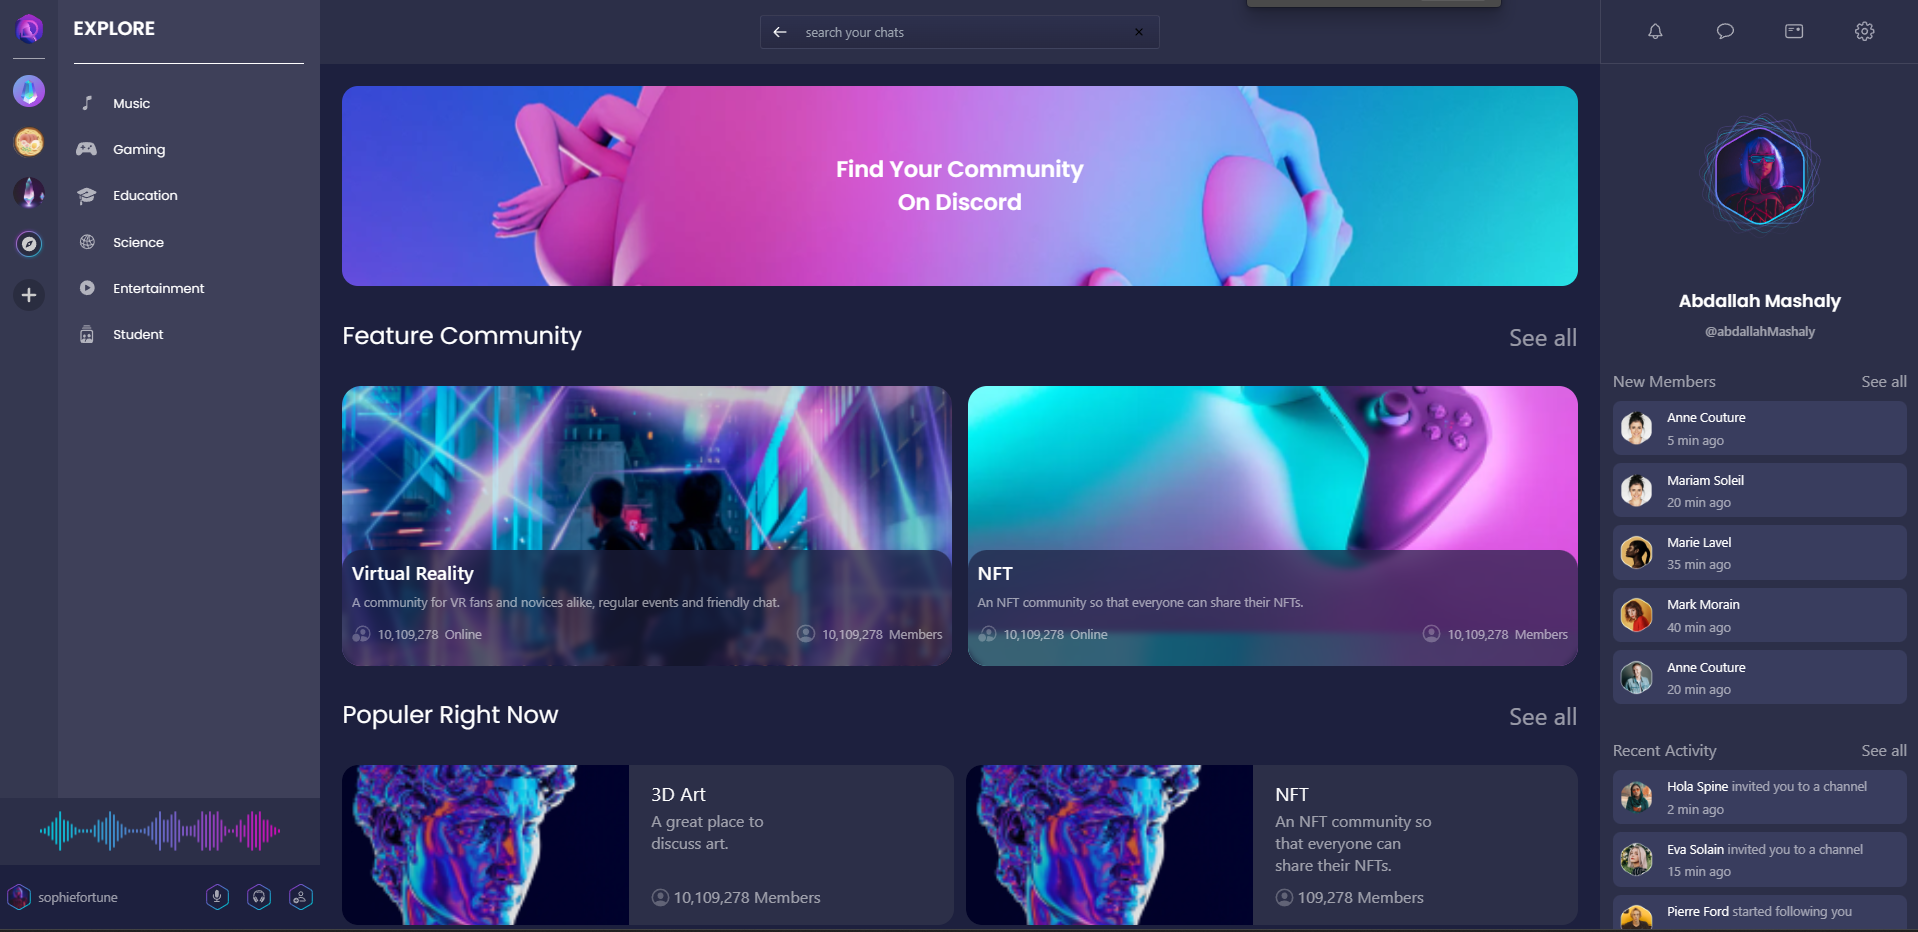 EXPLORE
Music
Gaming
Education
Science
Entertainment
Student
sophiefortune
search your chats
Find Your Community
On Discord
Feature Community
See all
Virtual Reality
A community for VR fans and novices alike, regular events and friendly chat.
10,109,278 Online
10,109,278 Members
NFT
An NFT community so that everyone can share their NFTs.
10,109,278 Online
10,109,278 Members
Populer Right Now
See all
3D Art
A great place to
discuss art.
10,109,278 Members
NFT
An NFT community so
that everyone can
share their NFTs.
109,278 Members
Abdallah Mashaly
@abdallahMashaly
New Members
See all
Anne Couture
5 min ago
Mariam Soleil
20 min ago
Marie Lavel
35 min ago
Mark Morain
40 min ago
Anne Couture
20 min ago
Recent Activity
See all
Hola Spine invited you to a channel
2 min ago
Eva Solain invited you to a channel
15 min ago
Pierre Ford started following you